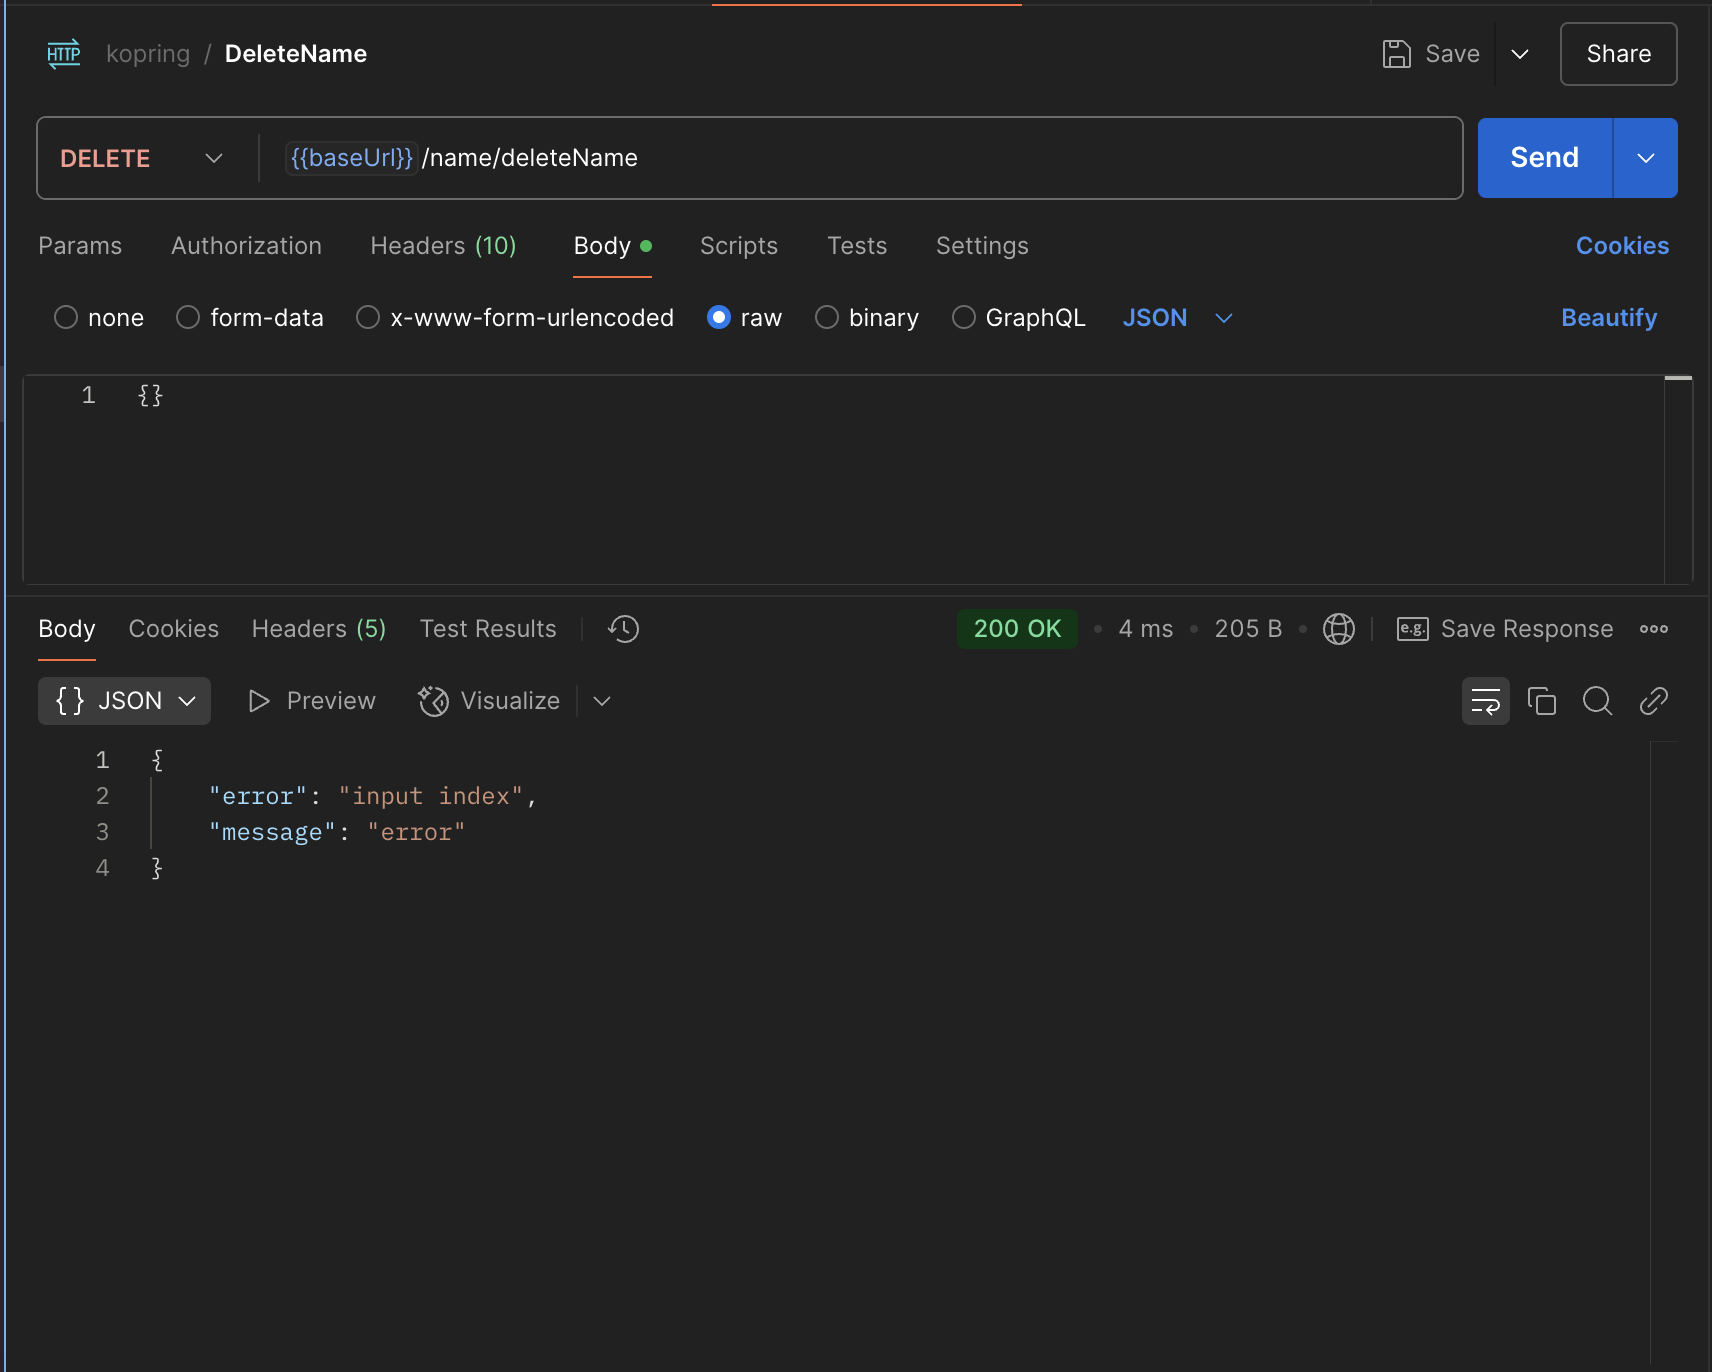 HTTP kopring / DeleteName Save Share
DELETE {{baseUrl}}/name/deleteName Send
Params Authorization Headers (10) Body Scripts Tests Settings Cookies
none form-data x-www-form-urlencoded raw binary GraphQL JSON Beautify
1 {}
Body Cookies Headers (5) Test Results 200 OK • 4 ms • 205 B • e.g. Save Response
{} JSON Preview Visualize
1 {
2 "error": "input index",
3 "message": "error"
4 }